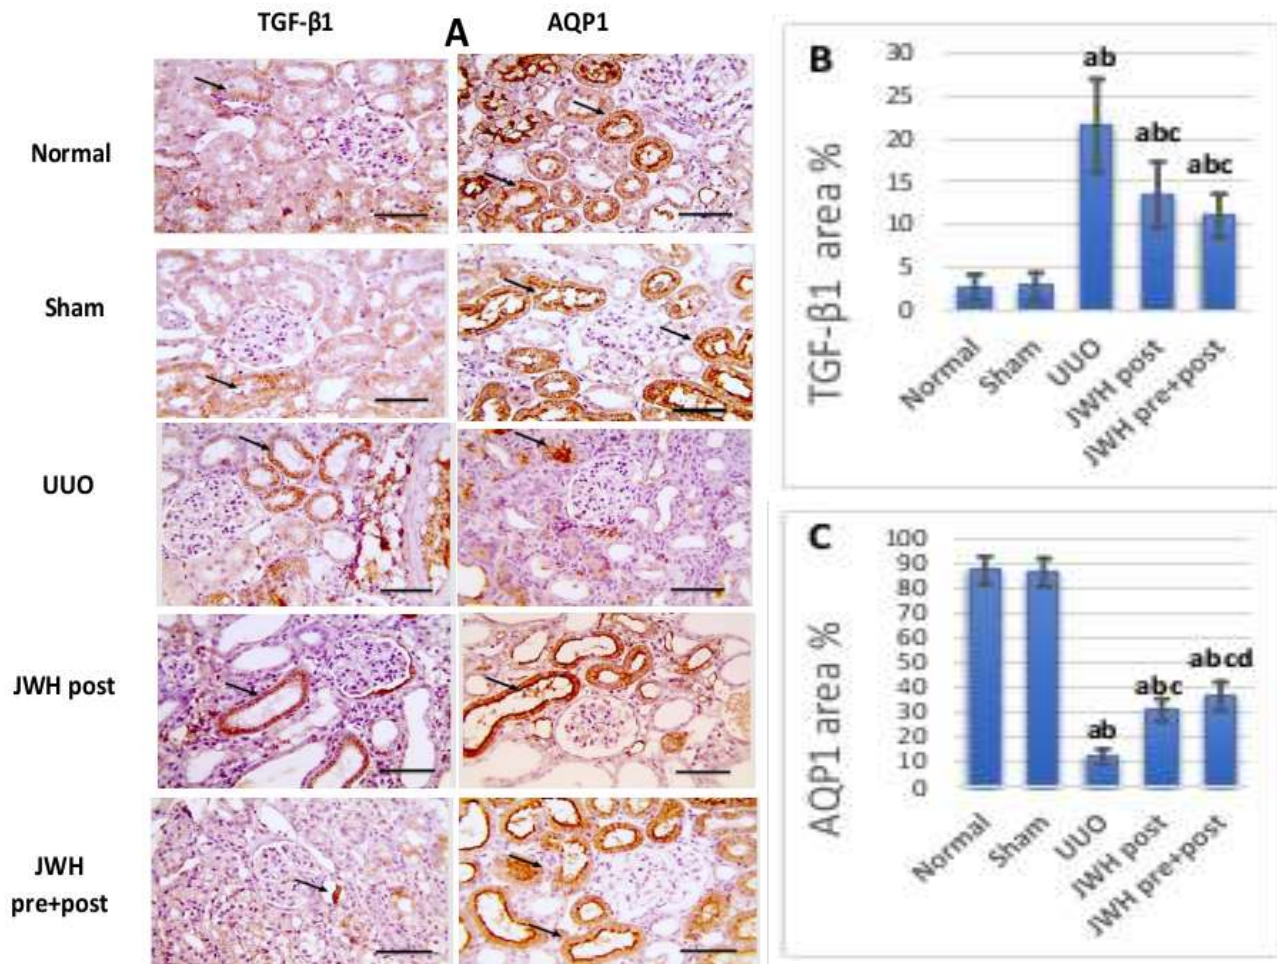 TGF-β1
A
AQP1
Normal
Sham
UUO
JWH post
JWH
pre+post
B
TGF-β1 area %
30
25
20
15
10
5
0
ab
abc
abc
Normal
Sham
UUO
JWH post
JWH pre+post
C
AQP1 area %
100
90
80
70
60
50
40
30
20
10
0
ab
abc
abcd
Normal
Sham
UUO
JWH post
JWH pre+post